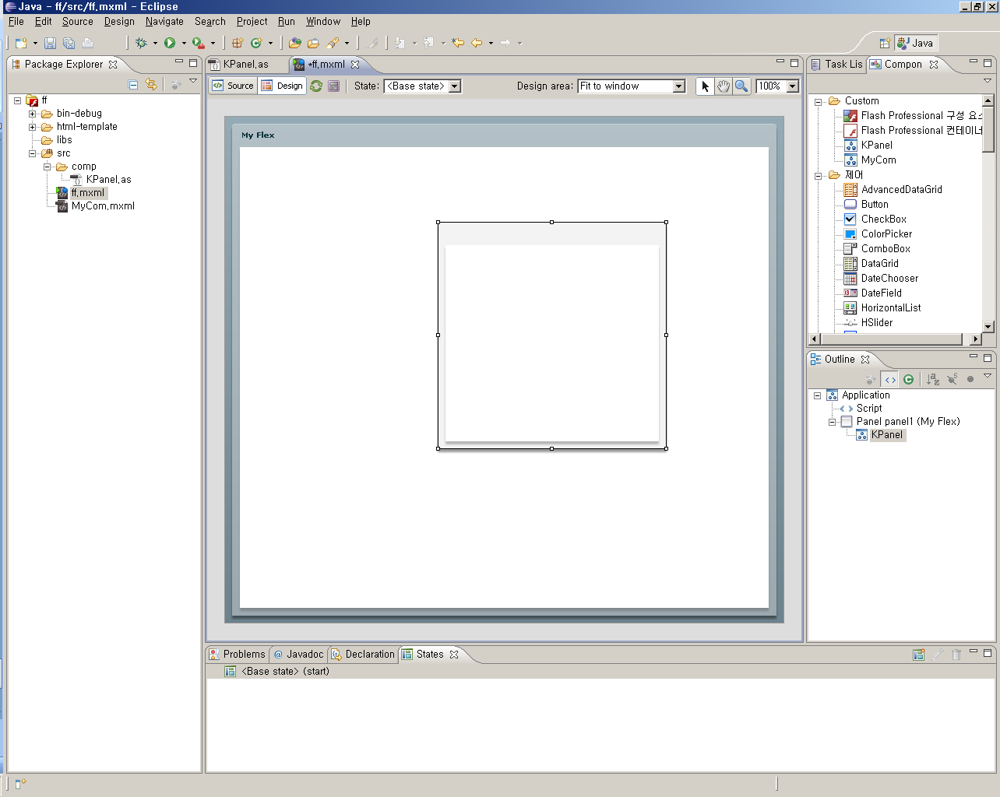 Java - ff/src/ff.mxml - Eclipse
File Edit Source Design Navigate Search Project Run Window Help
Java
Package Explorer
ff
bin-debug
html-template
libs
src
comp
KPanel.as
ff.mxml
MyCom.mxml
KPanel.as *ff.mxml
Source Design State: <Base state> Design area: Fit to window 100%
My Flex
Task Lis Compon
Custom
Flash Professional 구성 요소
Flash Professional 컨테이너
KPanel
MyCom
제어
AdvancedDataGrid
Button
CheckBox
ColorPicker
ComboBox
DataGrid
DateChooser
DateField
HorizontalList
HSlider
Outline
Application
Script
Panel panel1 (My Flex)
KPanel
Problems @ Javadoc Declaration States
<Base state> (start)